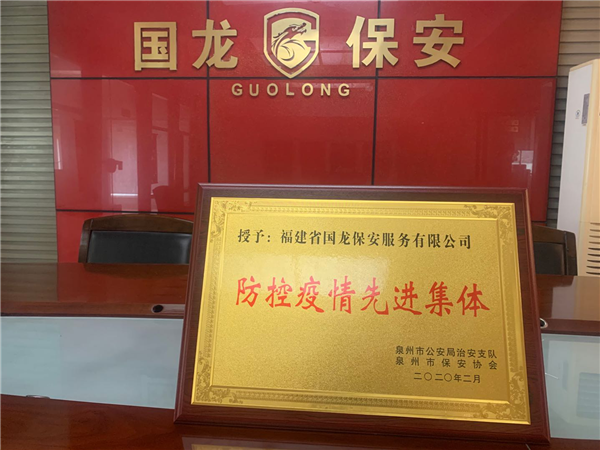 国龙 保安
GUOLONG
授予：福建省国龙保安服务有限公司
防控疫情先进集体
泉州市公安局治安支队
泉州市保安协会
二〇二〇年二月